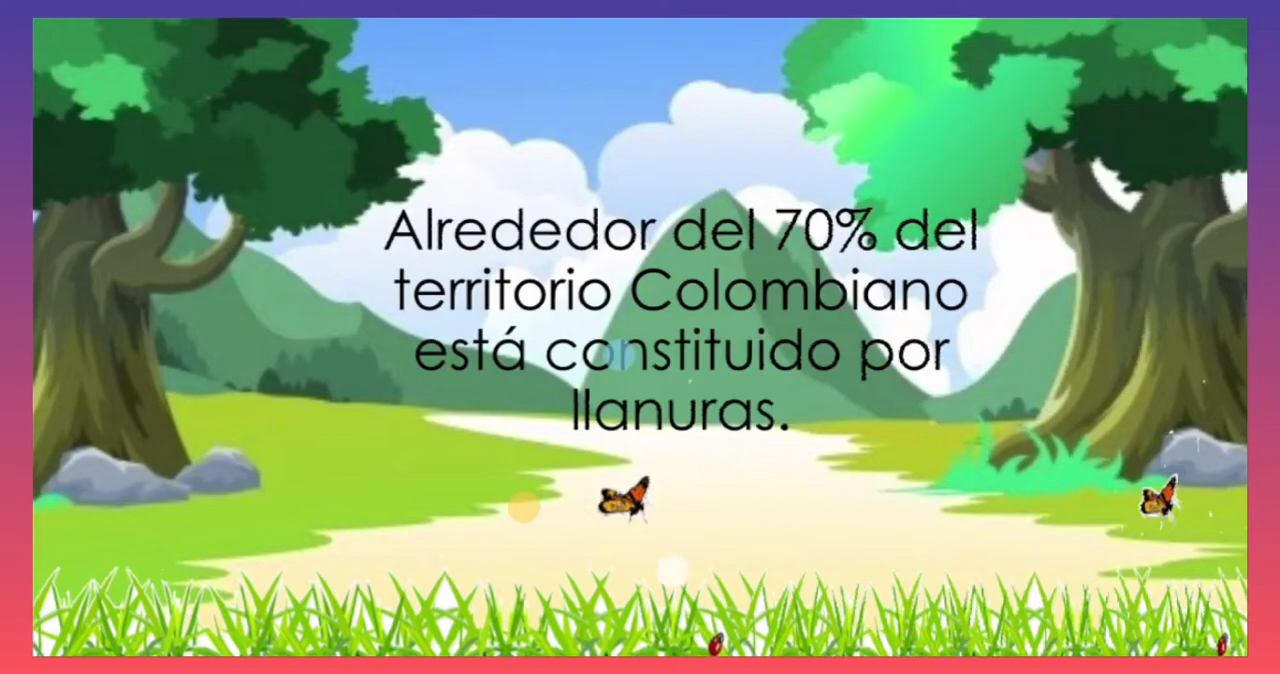 Alrededor del 70% del
territorio Colombiano
está constituido por
llanuras.